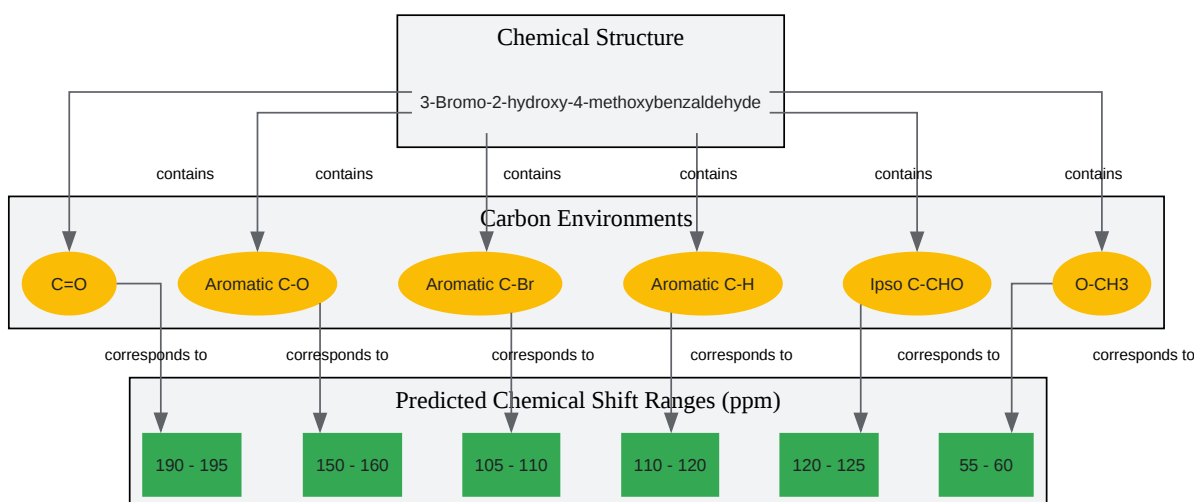 Chemical Structure
3-Bromo-2-hydroxy-4-methoxybenzaldehyde
contains
contains
contains
contains
contains
contains
Carbon Environments
C=O
Aromatic C-O
Aromatic C-Br
Aromatic C-H
Ipso C-CHO
O-CH3
corresponds to
corresponds to
corresponds to
corresponds to
corresponds to
corresponds to
Predicted Chemical Shift Ranges (ppm)
190 - 195
150 - 160
105 - 110
110 - 120
120 - 125
55 - 60